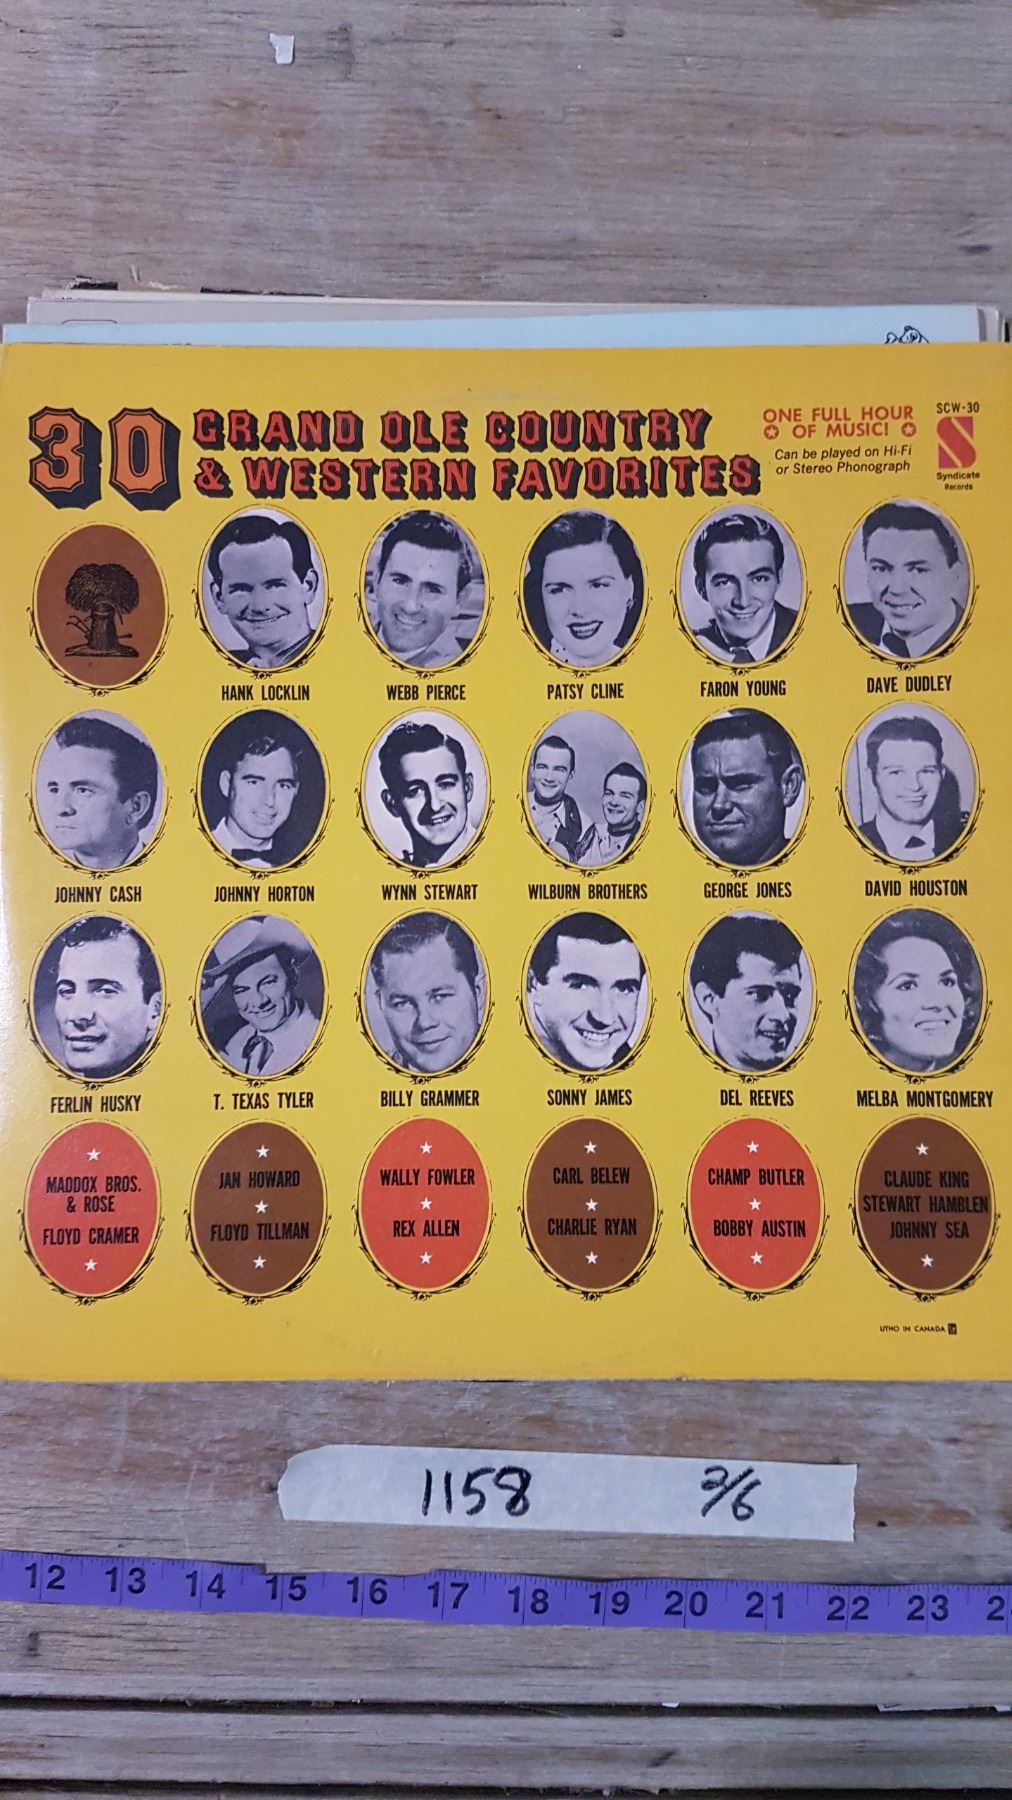 30 GRAND OLE COUNTRY
& WESTERN FAVORITES
ONE FULL HOUR
OF MUSIC!
Can be played on Hi-Fi
or Stereo Phonograph
SCW-30
S
Syndicate
Records
HANK LOCKLIN WEBB PIERCE PATSY CLINE FARON YOUNG DAVE DUDLEY
JOHNNY CASH JOHNNY HORTON WYNN STEWART WILBURN BROTHERS GEORGE JONES DAVID HOUSTON
FERLIN HUSKY T. TEXAS TYLER BILLY GRAMMER SONNY JAMES DEL REEVES MELBA MONTGOMERY
MADDOX BROS.
& ROSE
FLOYD CRAMER
JAN HOWARD
FLOYD TILLMAN
WALLY FOWLER
REX ALLEN
CARL BELEW
CHARLIE RYAN
CHAMP BUTLER
BOBBY AUSTIN
CLAUDE KING
STEWART HAMBLEN
JOHNNY SEA
LITHO IN CANADA
1158 2/6
12 13 14 15 16 17 18 19 20 21 22 23 2